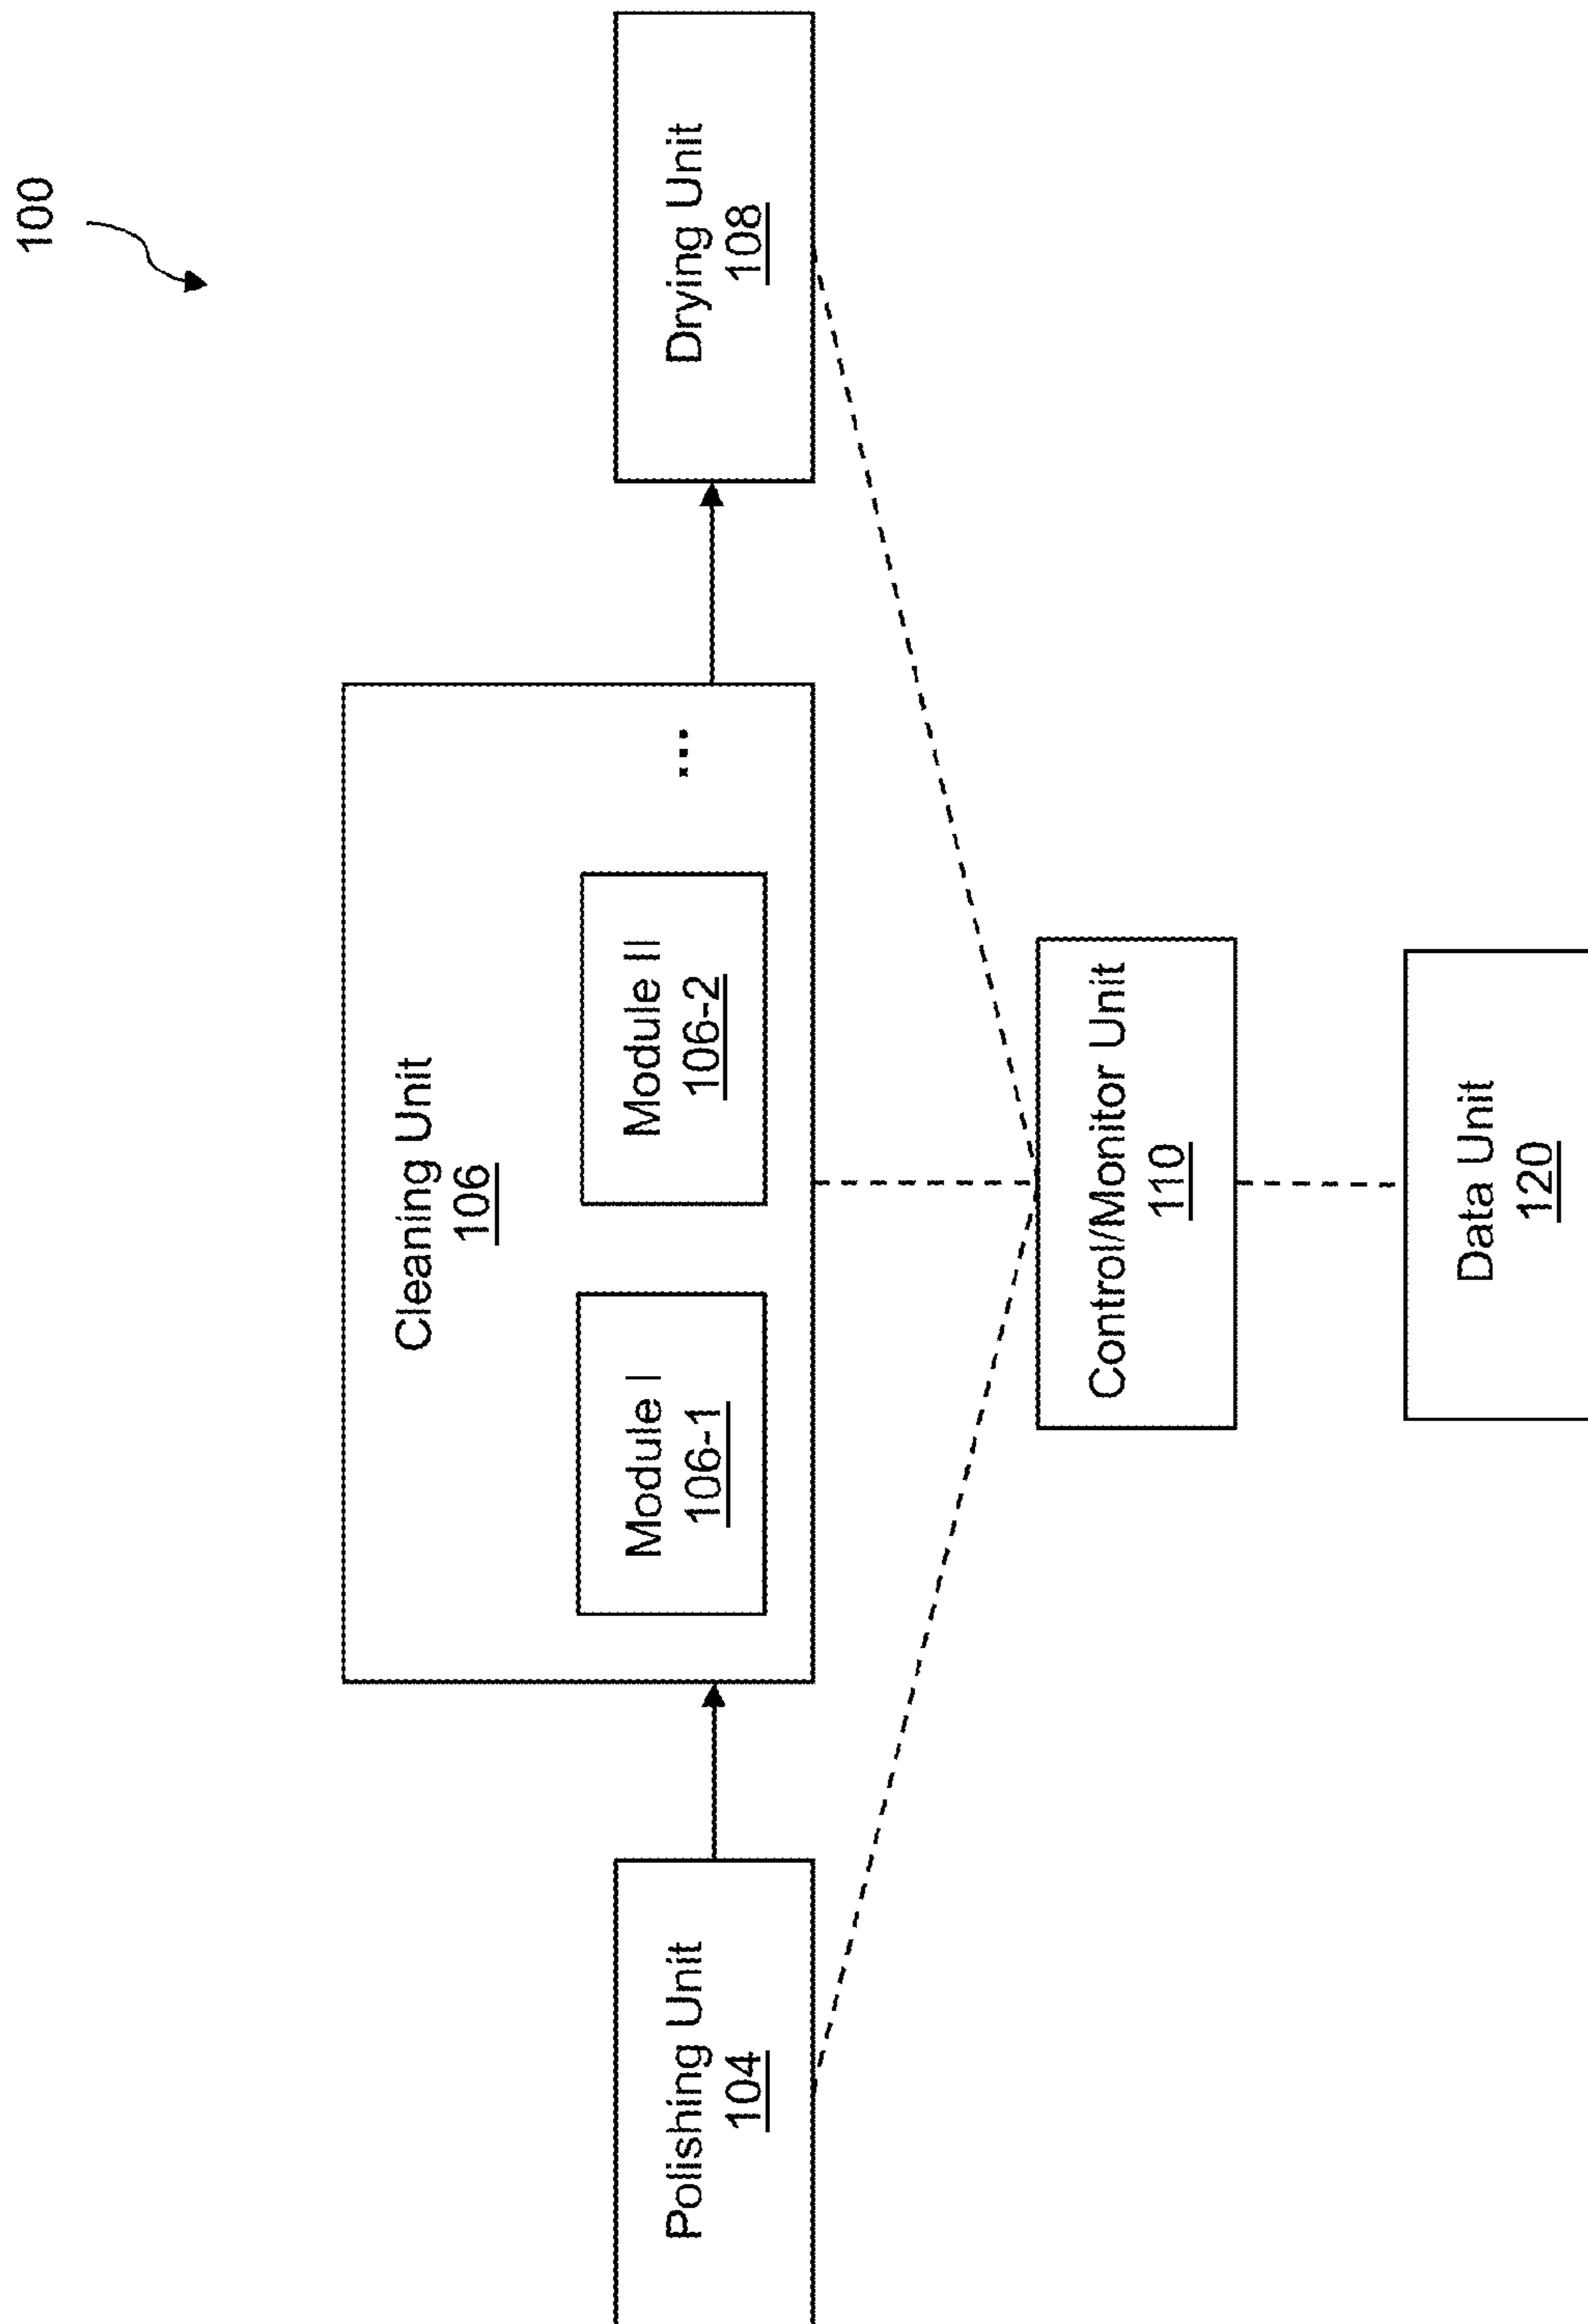 100
Cleaning Unit
106
Module I
106-1
Module II
106-2
...
Polishing Unit
104
Drying Unit
108
Control/Monitor Unit
110
Data Unit
120